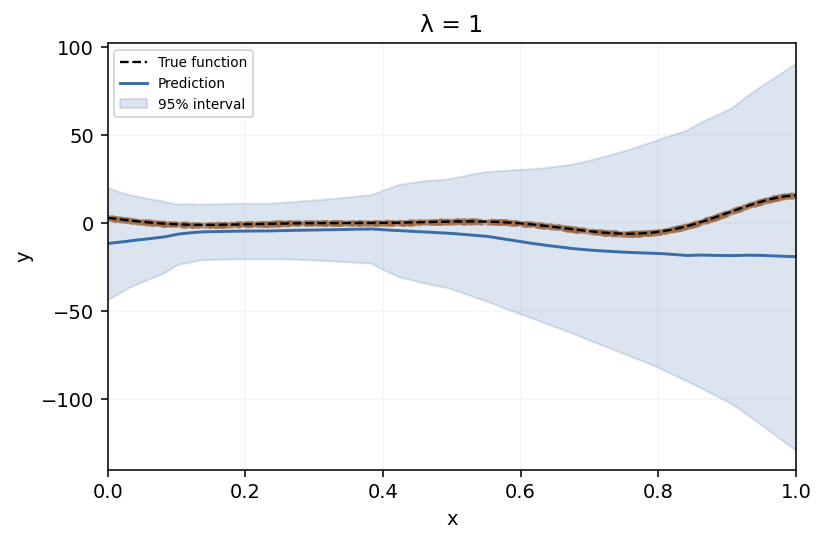 λ = 1
True function
Prediction
95% interval
100
50
0
−50
−100
y
0.0 0.2 0.4 0.6 0.8 1.0
x